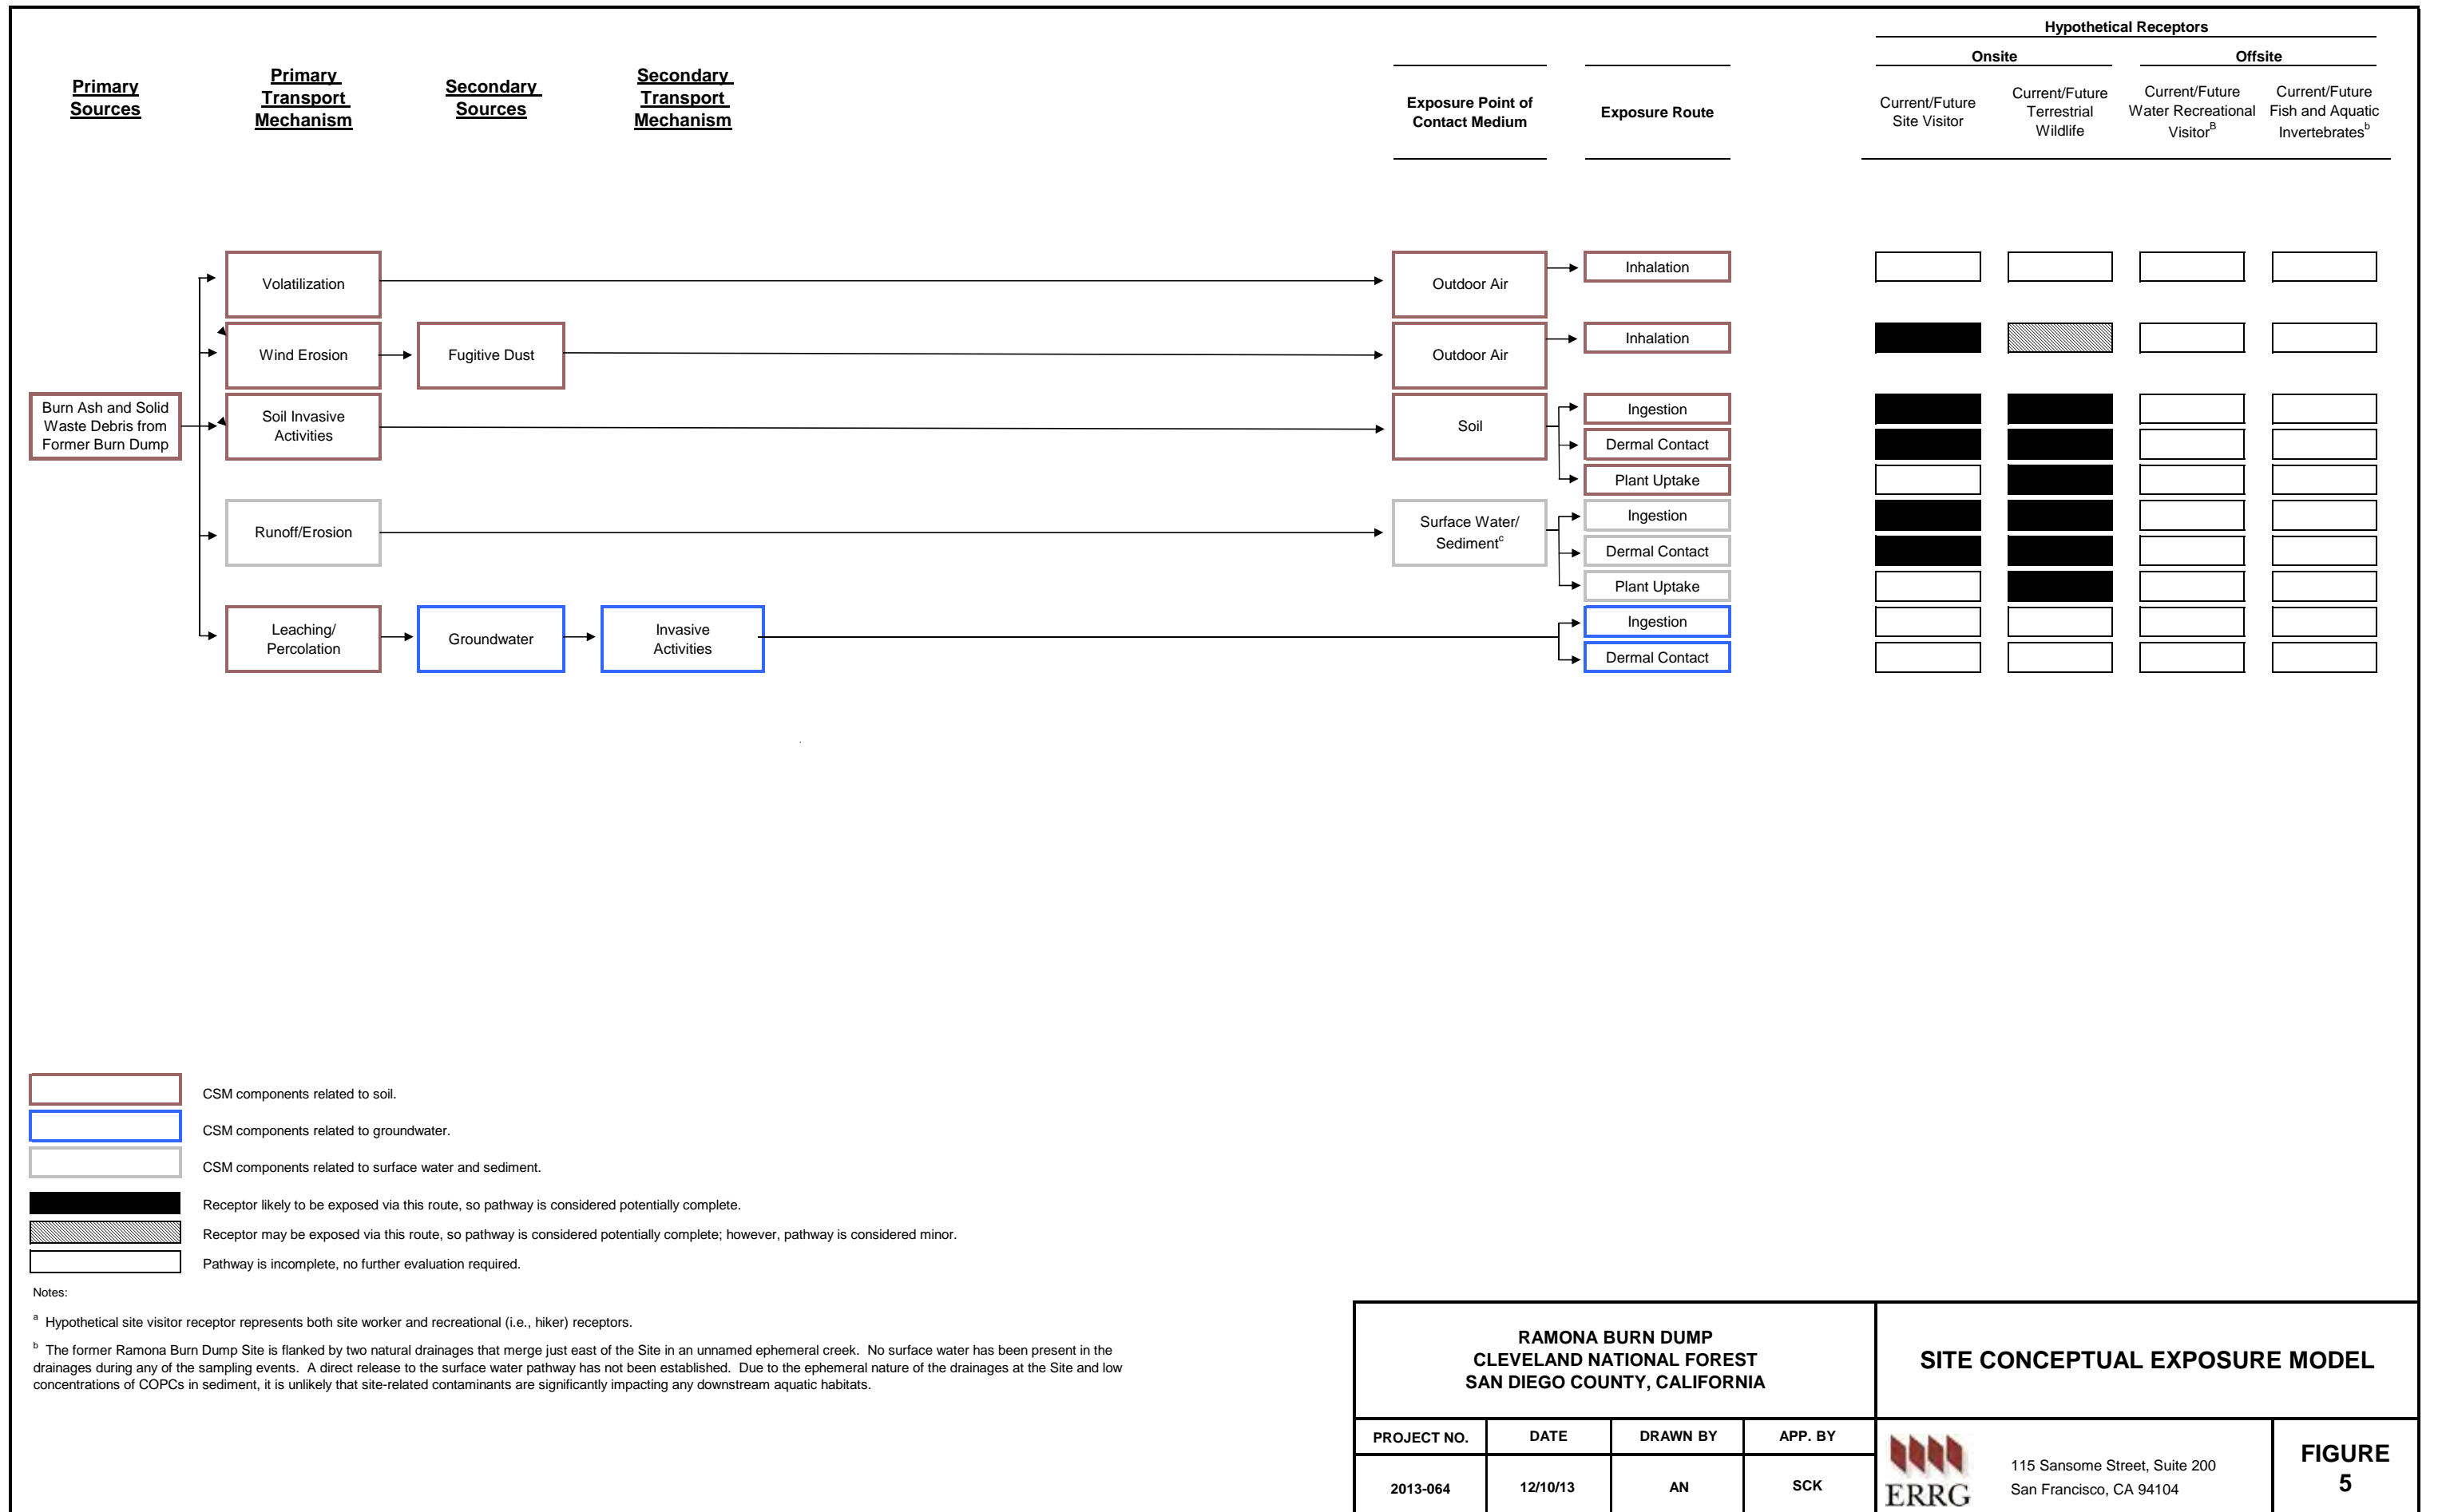 Hypothetical Receptors
Onsite
Offsite
Primary
Sources
Primary
Transport
Mechanism
Secondary
Sources
Secondary
Transport
Mechanism
Exposure Point of
Contact Medium
Exposure Route
Current/Future
Site Visitor
Current/Future
Terrestrial
Wildlife
Current/Future
Water Recreational
Visitor^B
Current/Future
Fish and Aquatic
Invertebrates^b
Volatilization
Outdoor Air
Inhalation
Wind Erosion
Fugitive Dust
Outdoor Air
Inhalation
Burn Ash and Solid
Waste Debris from
Former Burn Dump
Soil Invasive
Activities
Soil
Ingestion
Dermal Contact
Plant Uptake
Runoff/Erosion
Surface Water/
Sediment^c
Ingestion
Dermal Contact
Plant Uptake
Leaching/
Percolation
Groundwater
Invasive
Activities
Ingestion
Dermal Contact
CSM components related to soil.
CSM components related to groundwater.
CSM components related to surface water and sediment.
Receptor likely to be exposed via this route, so pathway is considered potentially complete.
Receptor may be exposed via this route, so pathway is considered potentially complete; however, pathway is considered minor.
Pathway is incomplete, no further evaluation required.
Notes:
^a Hypothetical site visitor receptor represents both site worker and recreational (i.e., hiker) receptors.
^b The former Ramona Burn Dump Site is flanked by two natural drainages that merge just east of the Site in an unnamed ephemeral creek. No surface water has been present in the
drainages during any of the sampling events. A direct release to the surface water pathway has not been established. Due to the ephemeral nature of the drainages at the Site and low
concentrations of COPCs in sediment, it is unlikely that site-related contaminants are significantly impacting any downstream aquatic habitats.
RAMONA BURN DUMP
CLEVELAND NATIONAL FOREST
SAN DIEGO COUNTY, CALIFORNIA
SITE CONCEPTUAL EXPOSURE MODEL
PROJECT NO.
DATE
DRAWN BY
APP. BY
2013-064
12/10/13
AN
SCK
ERRG
115 Sansome Street, Suite 200
San Francisco, CA 94104
FIGURE
5